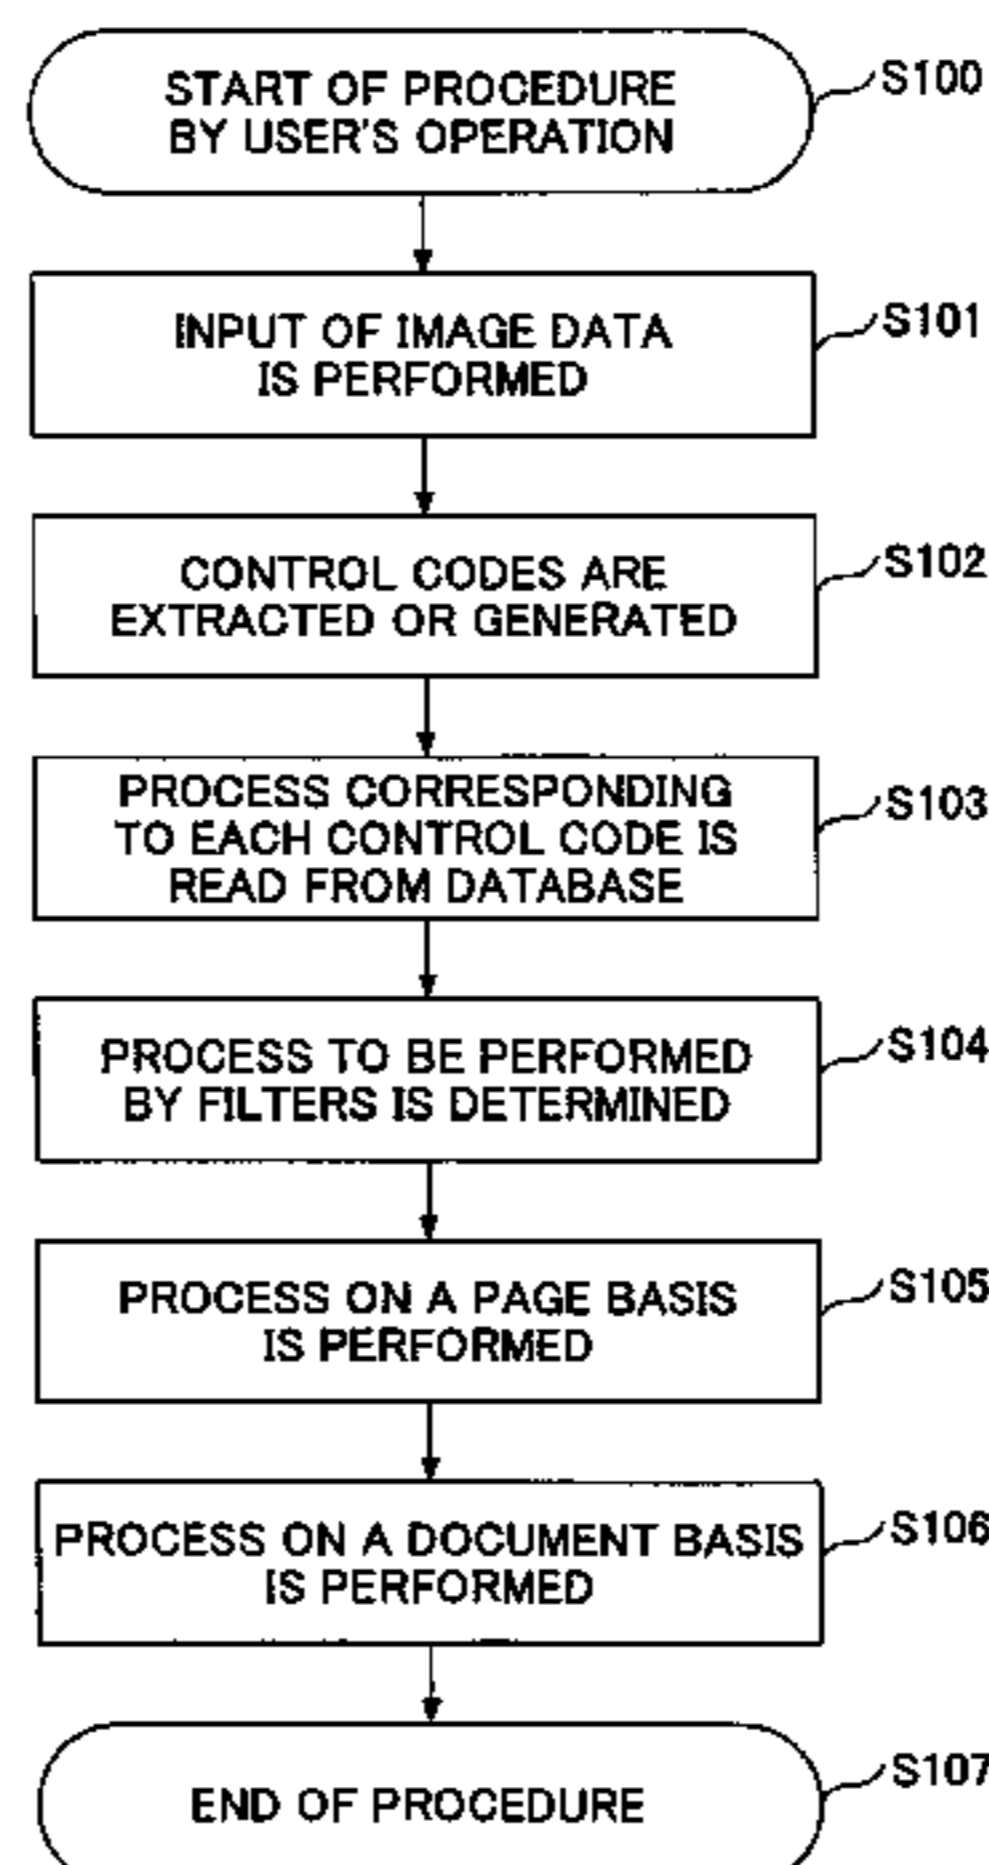 START OF PROCEDURE
BY USER'S OPERATION
S100
INPUT OF IMAGE DATA
IS PERFORMED
S101
CONTROL CODES ARE
EXTRACTED OR GENERATED
S102
PROCESS CORRESPONDING
TO EACH CONTROL CODE IS
READ FROM DATABASE
S103
PROCESS TO BE PERFORMED
BY FILTERS IS DETERMINED
S104
PROCESS ON A PAGE BASIS
IS PERFORMED
S105
PROCESS ON A DOCUMENT BASIS
IS PERFORMED
S106
END OF PROCEDURE
S107